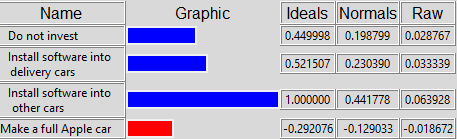 Name Graphic Ideals Normals Raw
Do not invest 0.449998 0.198799 0.028767
Install software into
delivery cars 0.521507 0.230390 0.033339
Install software into
other cars 1.000000 0.441778 0.063928
Make a full Apple car -0.292076 -0.129033 -0.018672